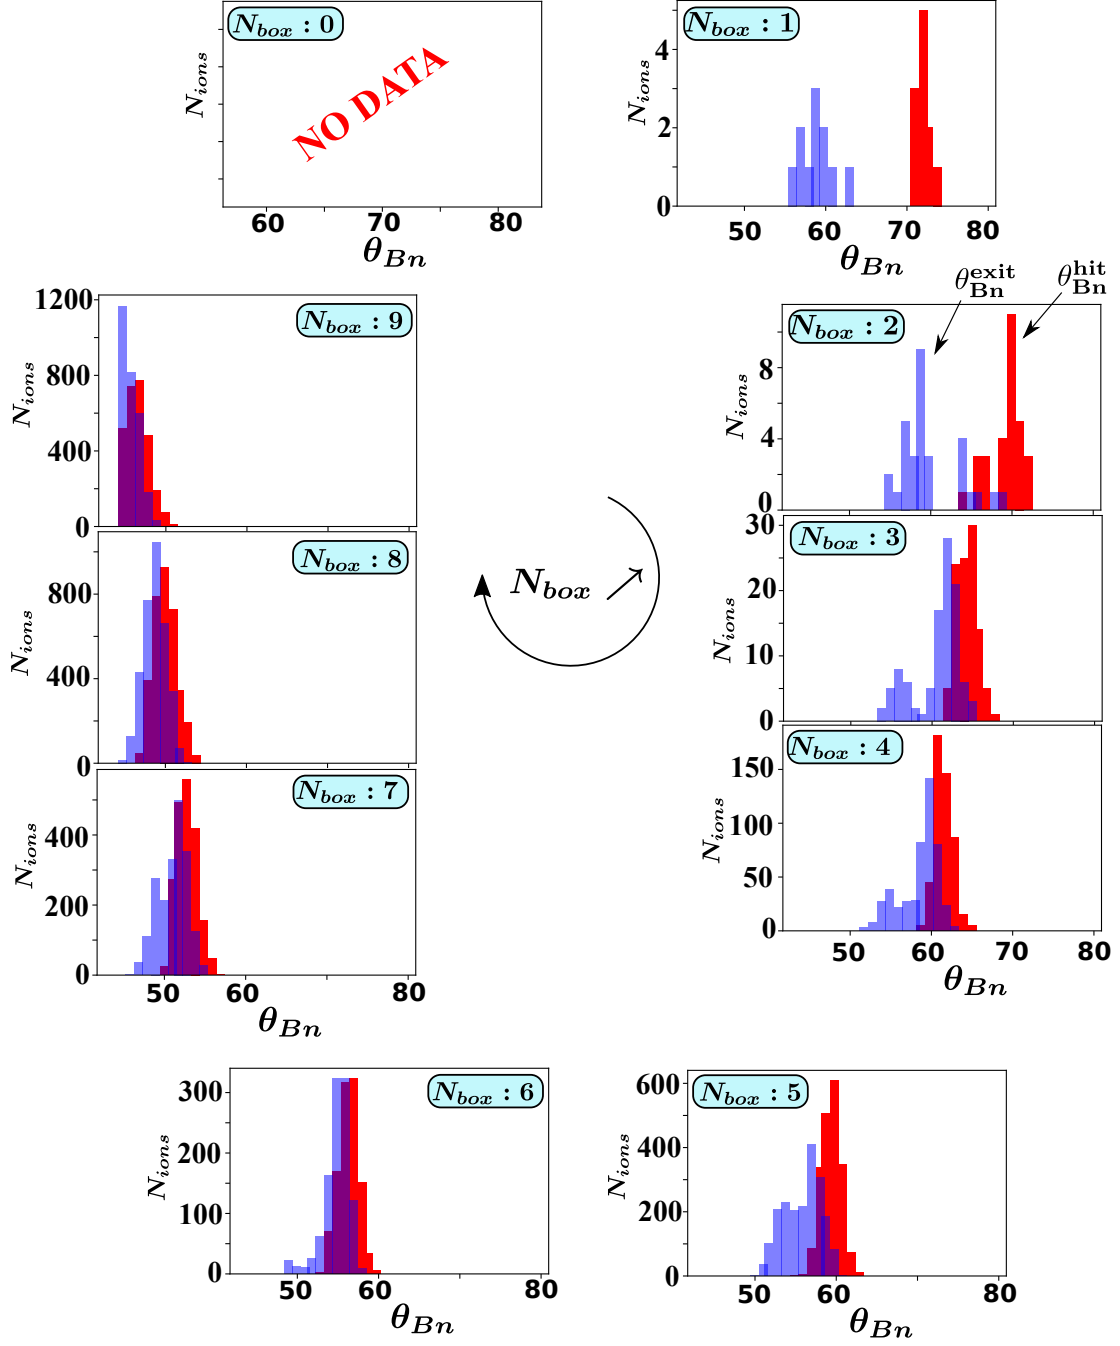 N_box : 0
NO DATA
N_ions
60 70 80
θ_Bn
N_box : 1
N_ions
4
2
0
50 60 70 80
θ_Bn
θ_Bn^exit θ_Bn^hit
N_box : 9
N_ions
1200
800
400
0
N_box : 2
N_ions
8
4
0
N_box : 8
N_ions
800
400
0
N_box
N_box : 3
N_ions
30
20
10
0
N_box : 7
N_ions
400
200
0
50 60 80
θ_Bn
N_box : 4
N_ions
150
100
50
0
50 60 70 80
θ_Bn
N_box : 6
N_ions
300
200
100
0
50 60 80
θ_Bn
N_box : 5
N_ions
600
400
200
0
50 60 80
θ_Bn